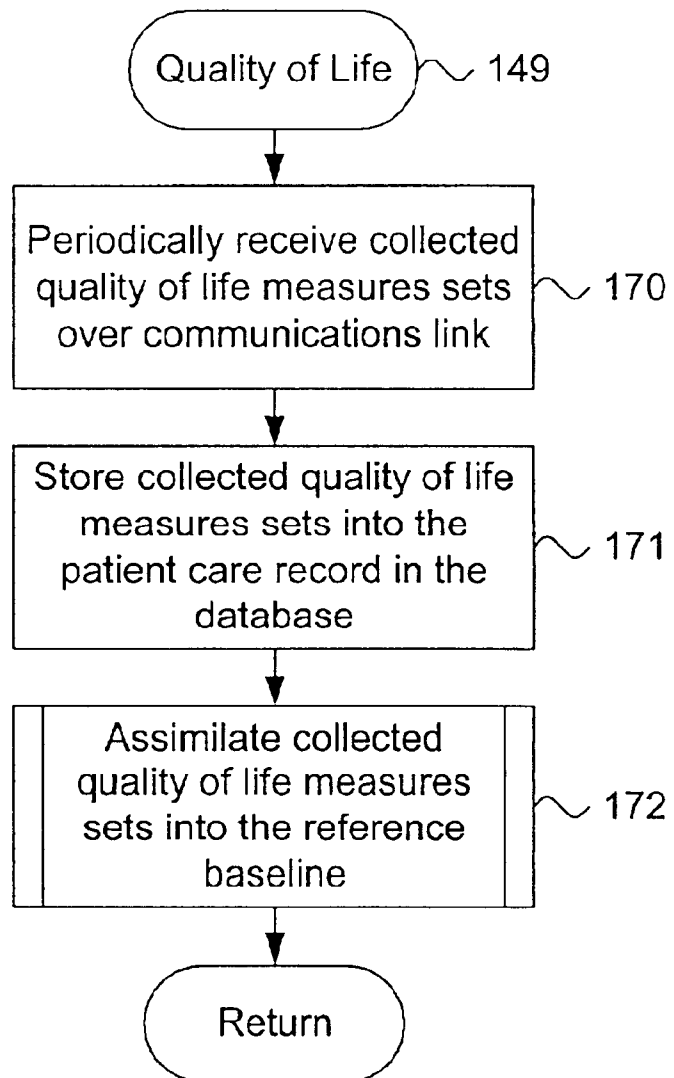 Quality of Life
149
Periodically receive collected
quality of life measures sets
over communications link
170
Store collected quality of life
measures sets into the
patient care record in the
database
171
Assimilate collected
quality of life measures
sets into the reference
baseline
172
Return